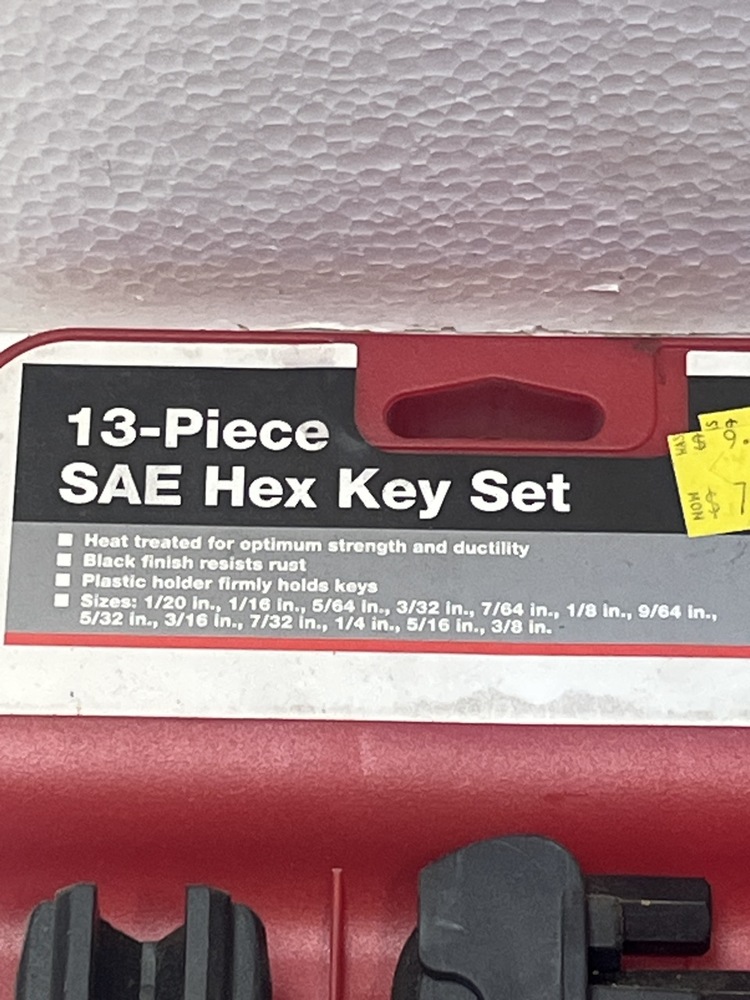 13-Piece
SAE Hex Key Set
■ Heat treated for optimum strength and ductility
■ Black finish resists rust
■ Plastic holder firmly holds keys
■ Sizes: 1/20 in., 1/16 in., 5/64 in., 3/32 in., 7/64 in., 1/8 in., 9/64 in.,
5/32 in., 3/16 in., 7/32 in., 1/4 in., 5/16 in., 3/8 in.
$ 9.
NOW $ 7